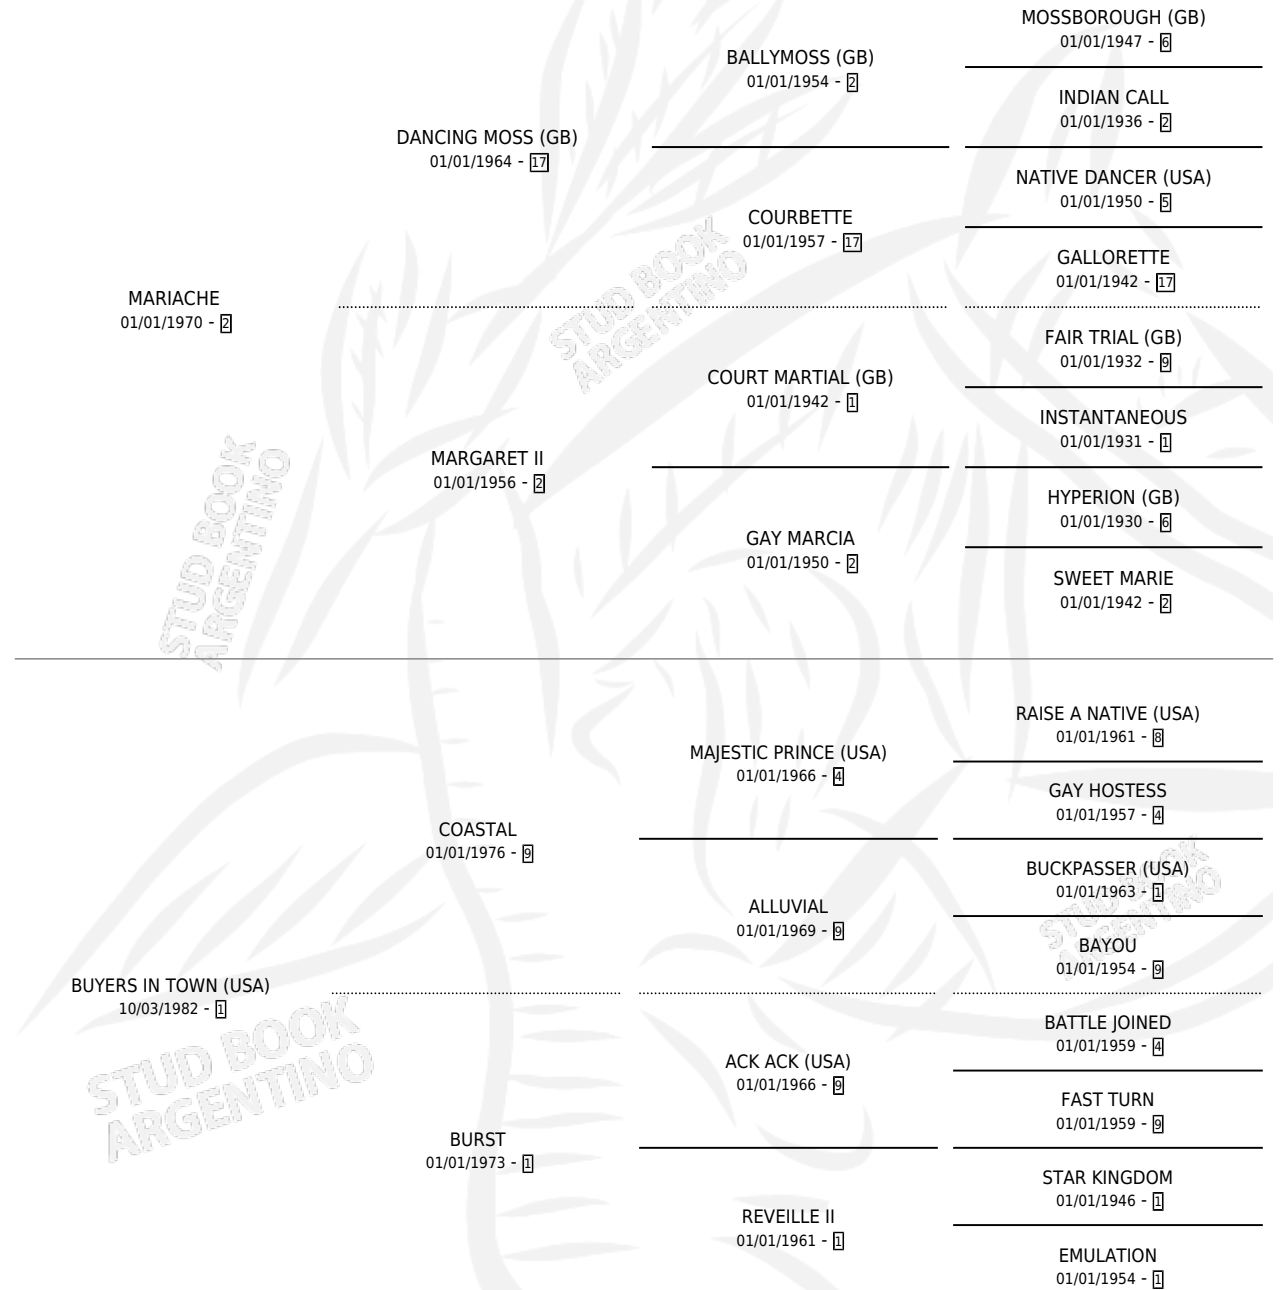 MOSSBOROUGH (GB)
01/01/1947 - 6
BALLYMOSS (GB)
01/01/1954 - 2
INDIAN CALL
01/01/1936 - 2
DANCING MOSS (GB)
01/01/1964 - 17
NATIVE DANCER (USA)
01/01/1950 - 5
COURBETTE
01/01/1957 - 17
GALLORETTE
01/01/1942 - 17
MARIACHE
01/01/1970 - 2
FAIR TRIAL (GB)
01/01/1932 - 9
COURT MARTIAL (GB)
01/01/1942 - 1
INSTANTANEOUS
01/01/1931 - 1
MARGARET II
01/01/1956 - 2
HYPERION (GB)
01/01/1930 - 6
GAY MARCIA
01/01/1950 - 2
SWEET MARIE
01/01/1942 - 2
RAISE A NATIVE (USA)
01/01/1961 - 8
MAJESTIC PRINCE (USA)
01/01/1966 - 4
GAY HOSTESS
01/01/1957 - 4
COASTAL
01/01/1976 - 9
BUCKPASSER (USA)
01/01/1963 - 1
ALLUVIAL
01/01/1969 - 9
BAYOU
01/01/1954 - 9
BUYERS IN TOWN (USA)
10/03/1982 - 1
BATTLE JOINED
01/01/1959 - 4
ACK ACK (USA)
01/01/1966 - 9
FAST TURN
01/01/1959 - 9
BURST
01/01/1973 - 1
STAR KINGDOM
01/01/1946 - 1
REVEILLE II
01/01/1961 - 1
EMULATION
01/01/1954 - 1
STUD BOOK
ARGENTINO
STUD BOOK
ARGENTINO
STUD BOOK
ARGENTINO
STUD BOOK
ARGENTINO